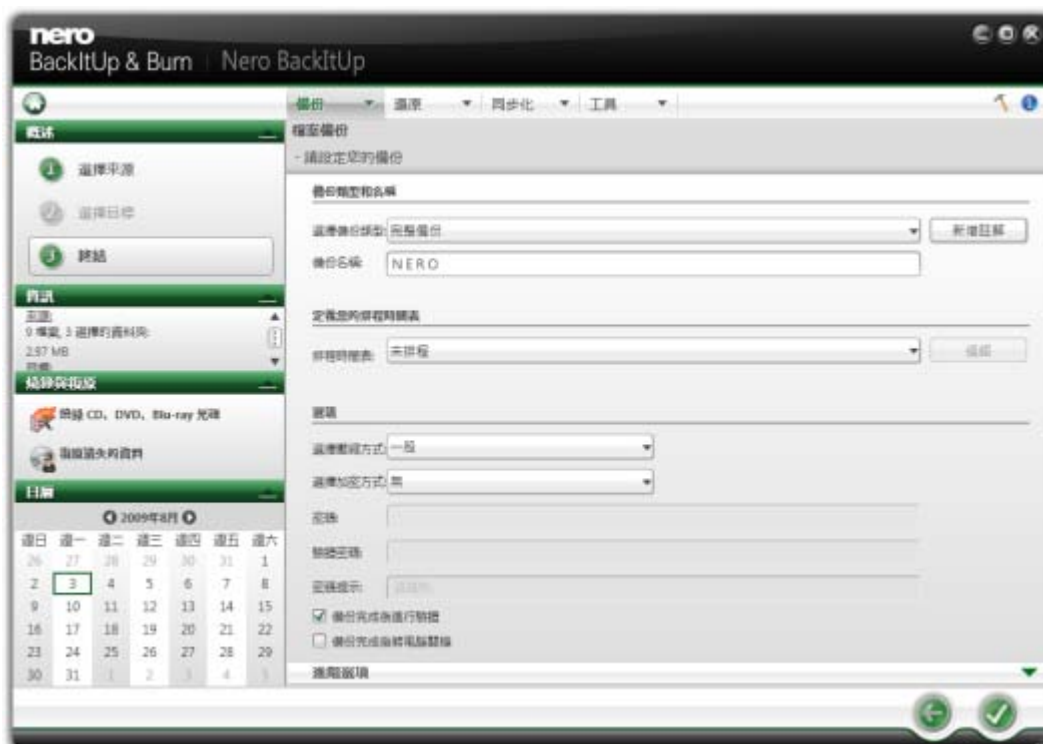 nero
BackItUp & Burn | Nero BackItUp
備份 還原 同步化 工具
概述
1 選擇來源
2 選擇目標
3 終結
資訊
來源:
9 檔案, 3 選擇的資料夾:
2.97 MB
目標:
燒錄與復原
燒錄 CD、DVD、Blu-ray 光碟
復原遺失的資料
日曆
2009年8月
週日 週一 週二 週三 週四 週五 週六
26 27 28 29 30 31 1
2 3 4 5 6 7 8
9 10 11 12 13 14 15
16 17 18 19 20 21 22
23 24 25 26 27 28 29
30 31 1 2 3 4 5
檔案備份
- 請設定您的備份
備份類型和名稱
選擇備份類型: 完整備份
新增註解
備份名稱: NERO
定義您的排程時間表
排程時間表: 未排程
編輯
選項
選擇壓縮方式: 一般
選擇加密方式: 無
密碼:
驗證密碼:
密碼提示:
備份完成後進行驗證
備份完成後將電腦關機
進階選項